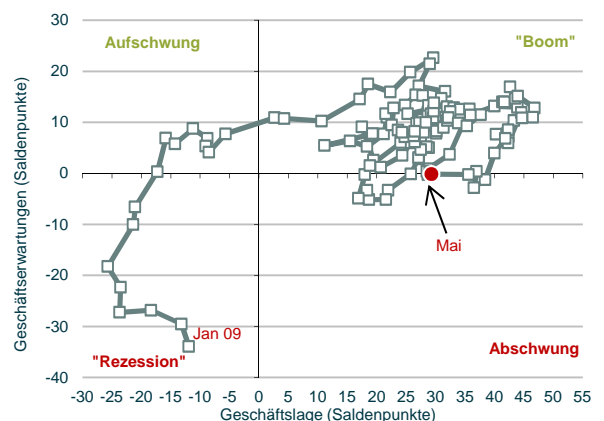 Aufschwung
"Boom"
30
20
10
0
-10
-20
-30
-40
Geschäftserwartungen (Saldenpunkte)
Mai
Jan 09
"Rezession"
Abschwung
-30 -25 -20 -15 -10 -5 0 5 10 15 20 25 30 35 40 45 50 55
Geschäftslage (Saldenpunkte)